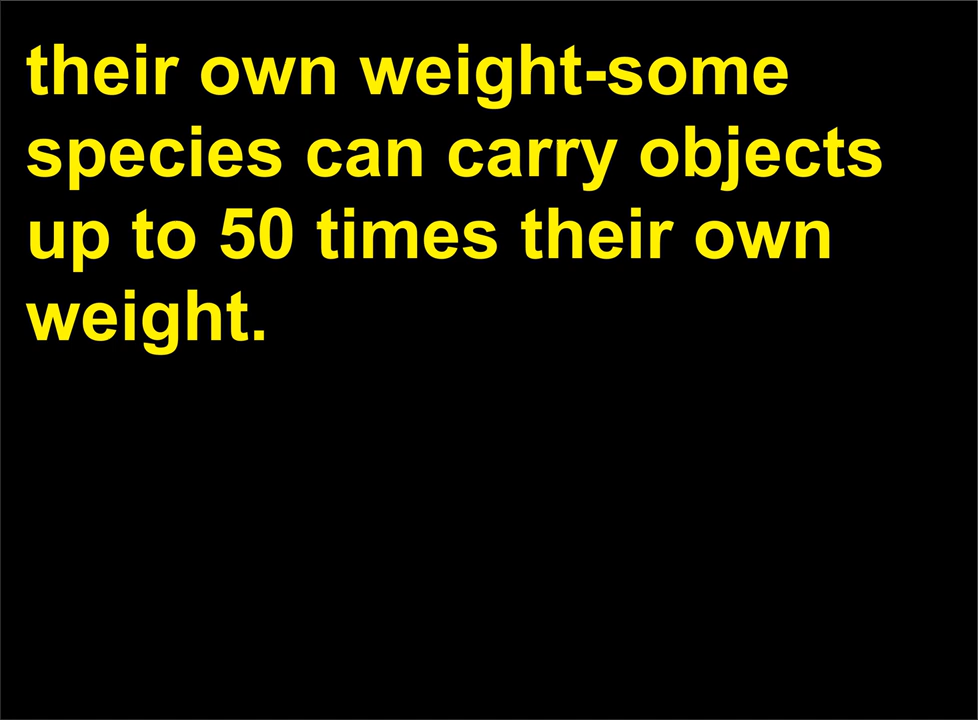 their own weight-some
species can carry objects
up to 50 times their own
weight.